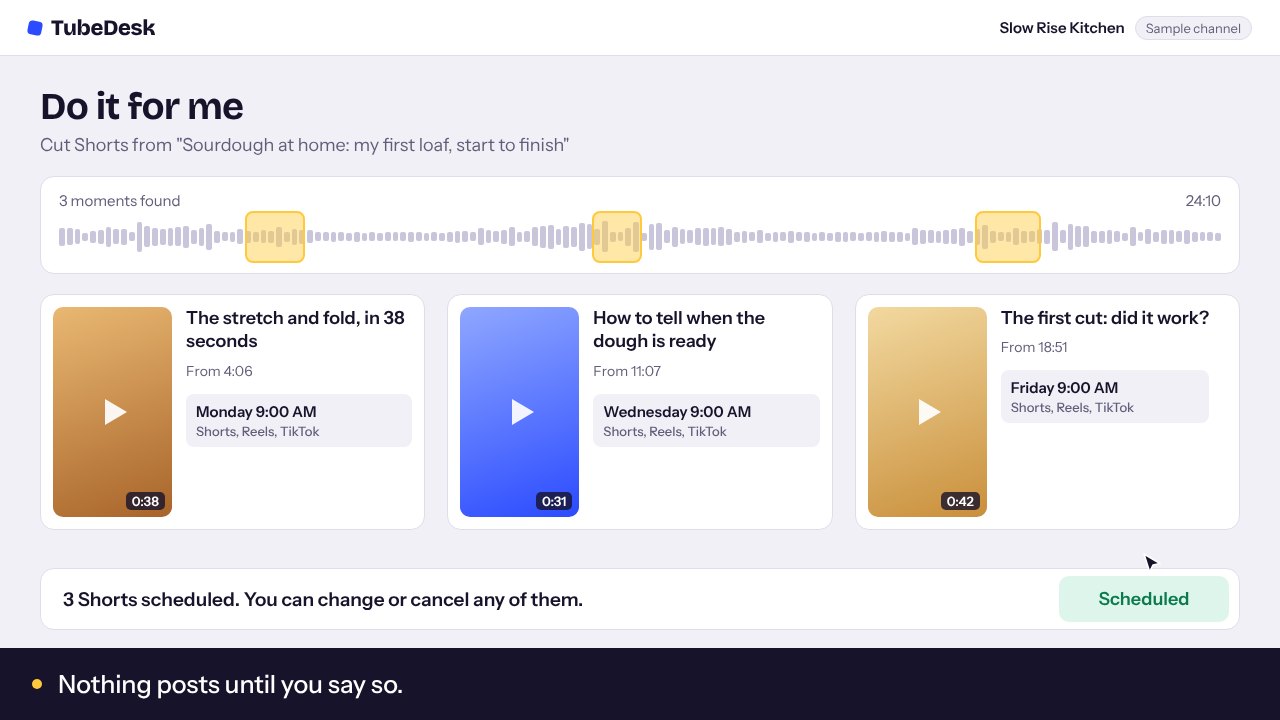 TubeDesk
Slow Rise Kitchen
Sample channel
Do it for me
Cut Shorts from "Sourdough at home: my first loaf, start to finish"
3 moments found
24:10
The stretch and fold, in 38
seconds
From 4:06
Monday 9:00 AM
Shorts, Reels, TikTok
0:38
How to tell when the
dough is ready
From 11:07
Wednesday 9:00 AM
Shorts, Reels, TikTok
0:31
The first cut: did it work?
From 18:51
Friday 9:00 AM
Shorts, Reels, TikTok
0:42
3 Shorts scheduled. You can change or cancel any of them.
Scheduled
Nothing posts until you say so.